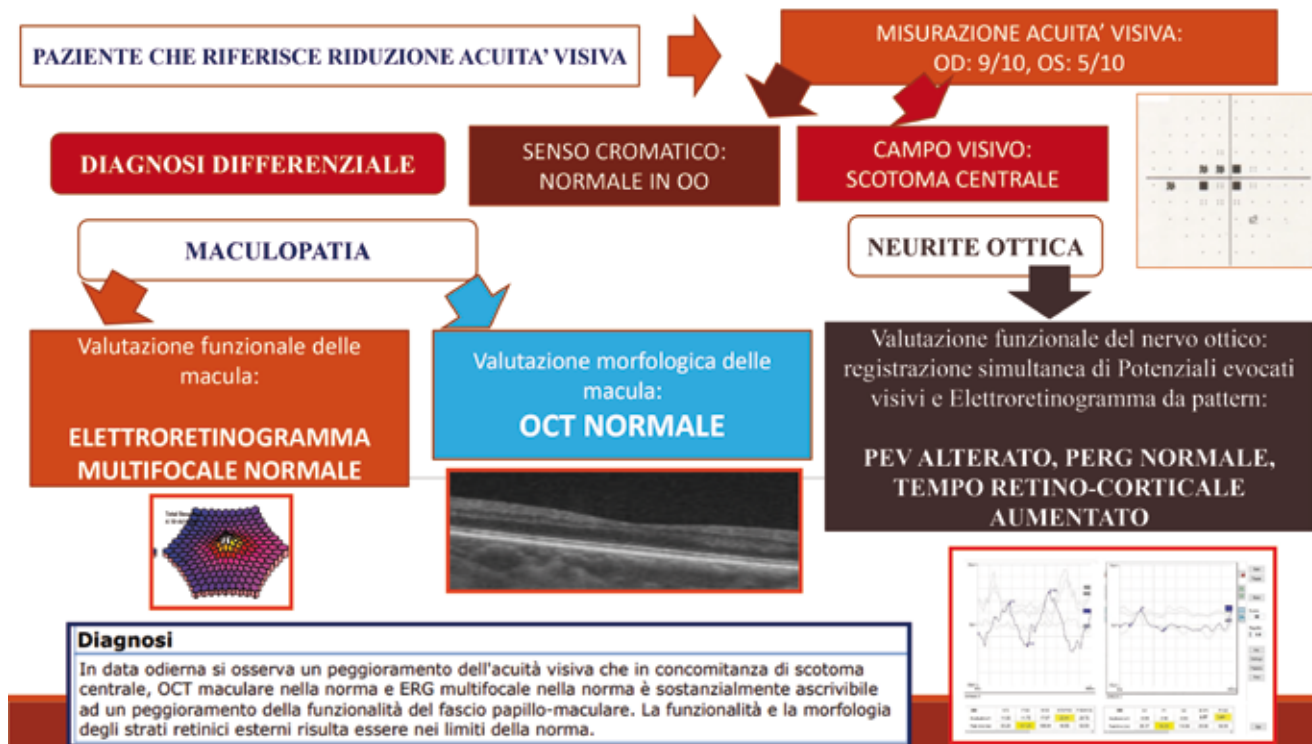 PAZIENTE CHE RIFERISCE RIDUZIONE ACUITA' VISIVA
MISURAZIONE ACUITA' VISIVA:
OD: 9/10, OS: 5/10
DIAGNOSI DIFFERENZIALE
SENSO CROMATICO:
NORMALE IN OO
CAMPO VISIVO:
SCOTOMA CENTRALE
MACULOPATIA
NEURITE OTTICA
Valutazione funzionale delle
macula:
ELETTRORETINOGRAMMA
MULTIFOCALE NORMALE
Valutazione morfologica delle
macula:
OCT NORMALE
Valutazione funzionale del nervo ottico:
registrazione simultanea di Potenziali evocati
visivi e Elettroretinogramma da pattern:
PEV ALTERATO, PERG NORMALE,
TEMPO RETINO-CORTICALE
AUMENTATO
Diagnosi
In data odierna si osserva un peggioramento dell'acuità visiva che in concomitanza di scotoma
centrale, OCT maculare nella norma e ERG multifocale nella norma è sostanzialmente ascrivibile
ad un peggioramento della funzionalità del fascio papillo-maculare. La funzionalità e la morfologia
degli strati retinici esterni risulta essere nei limiti della norma.